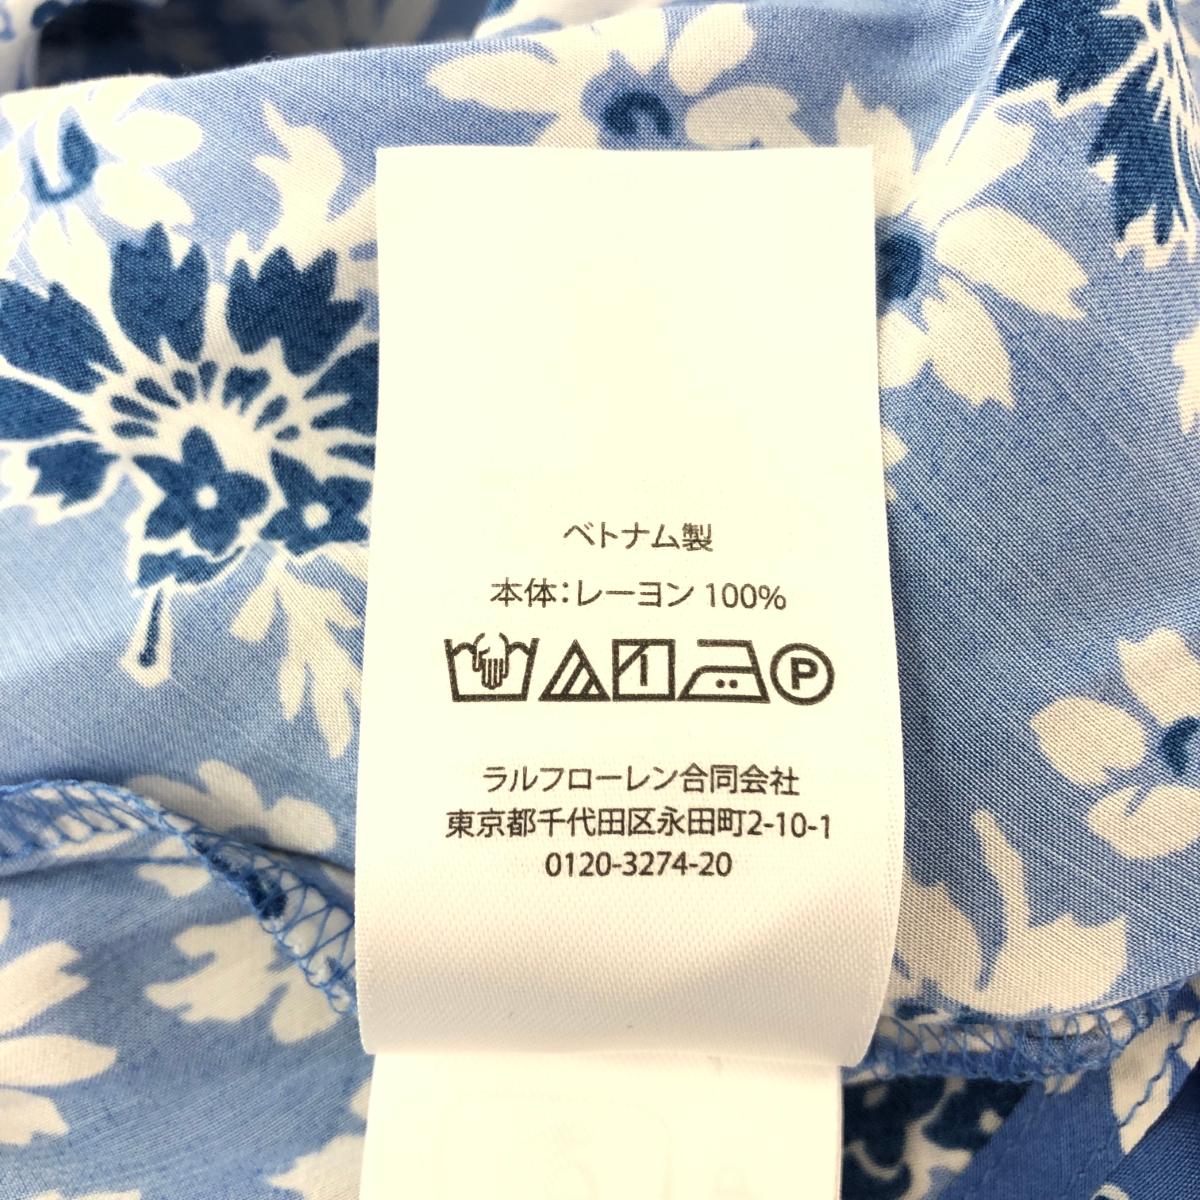 ベトナム製
本体:レーヨン 100%
P
ラルフローレン合同会社
東京都千代田区永田町2-10-1
0120-3274-20